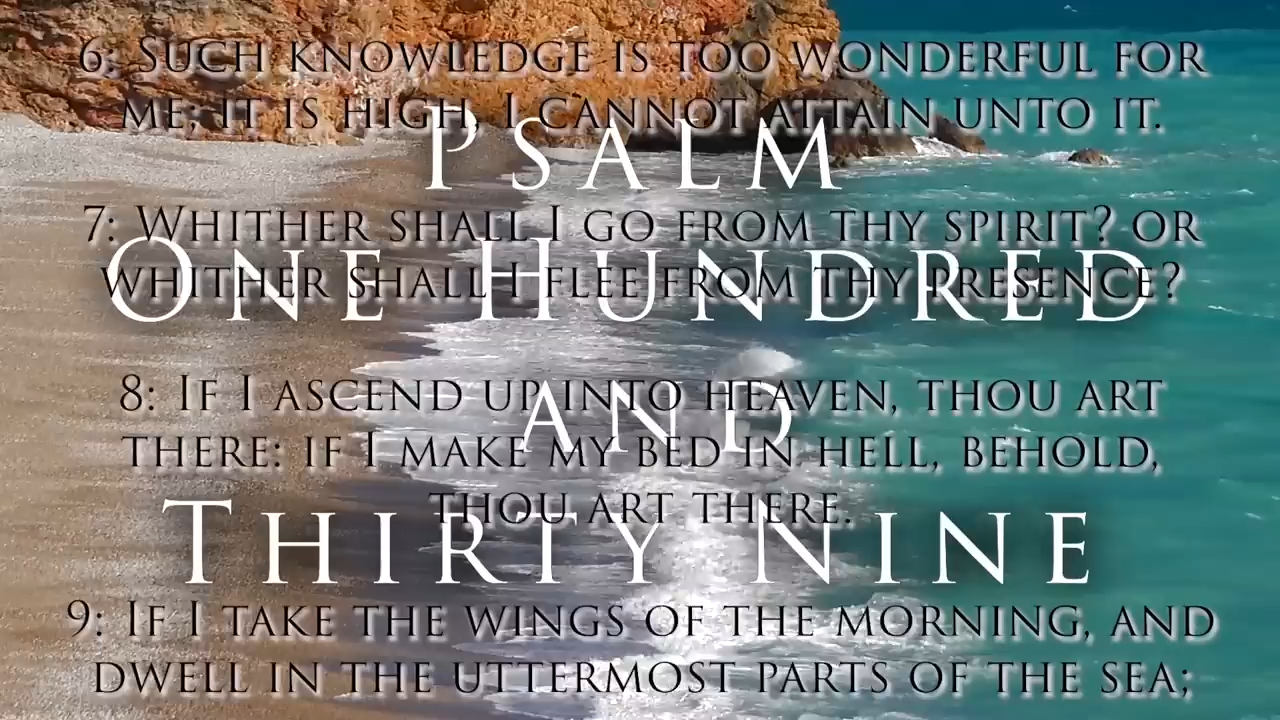 6: Such knowledge is too wonderful for
me; it is high, I cannot attain unto it.
Psalm
7: Whither shall I go from thy spirit? or
One Hundred
whither shall I flee from thy presence?
8: If I ascend up into heaven, thou art
and
there: if I make my bed in hell, behold,
thou art there.
Thirty Nine
9: If I take the wings of the morning, and
dwell in the uttermost parts of the sea;